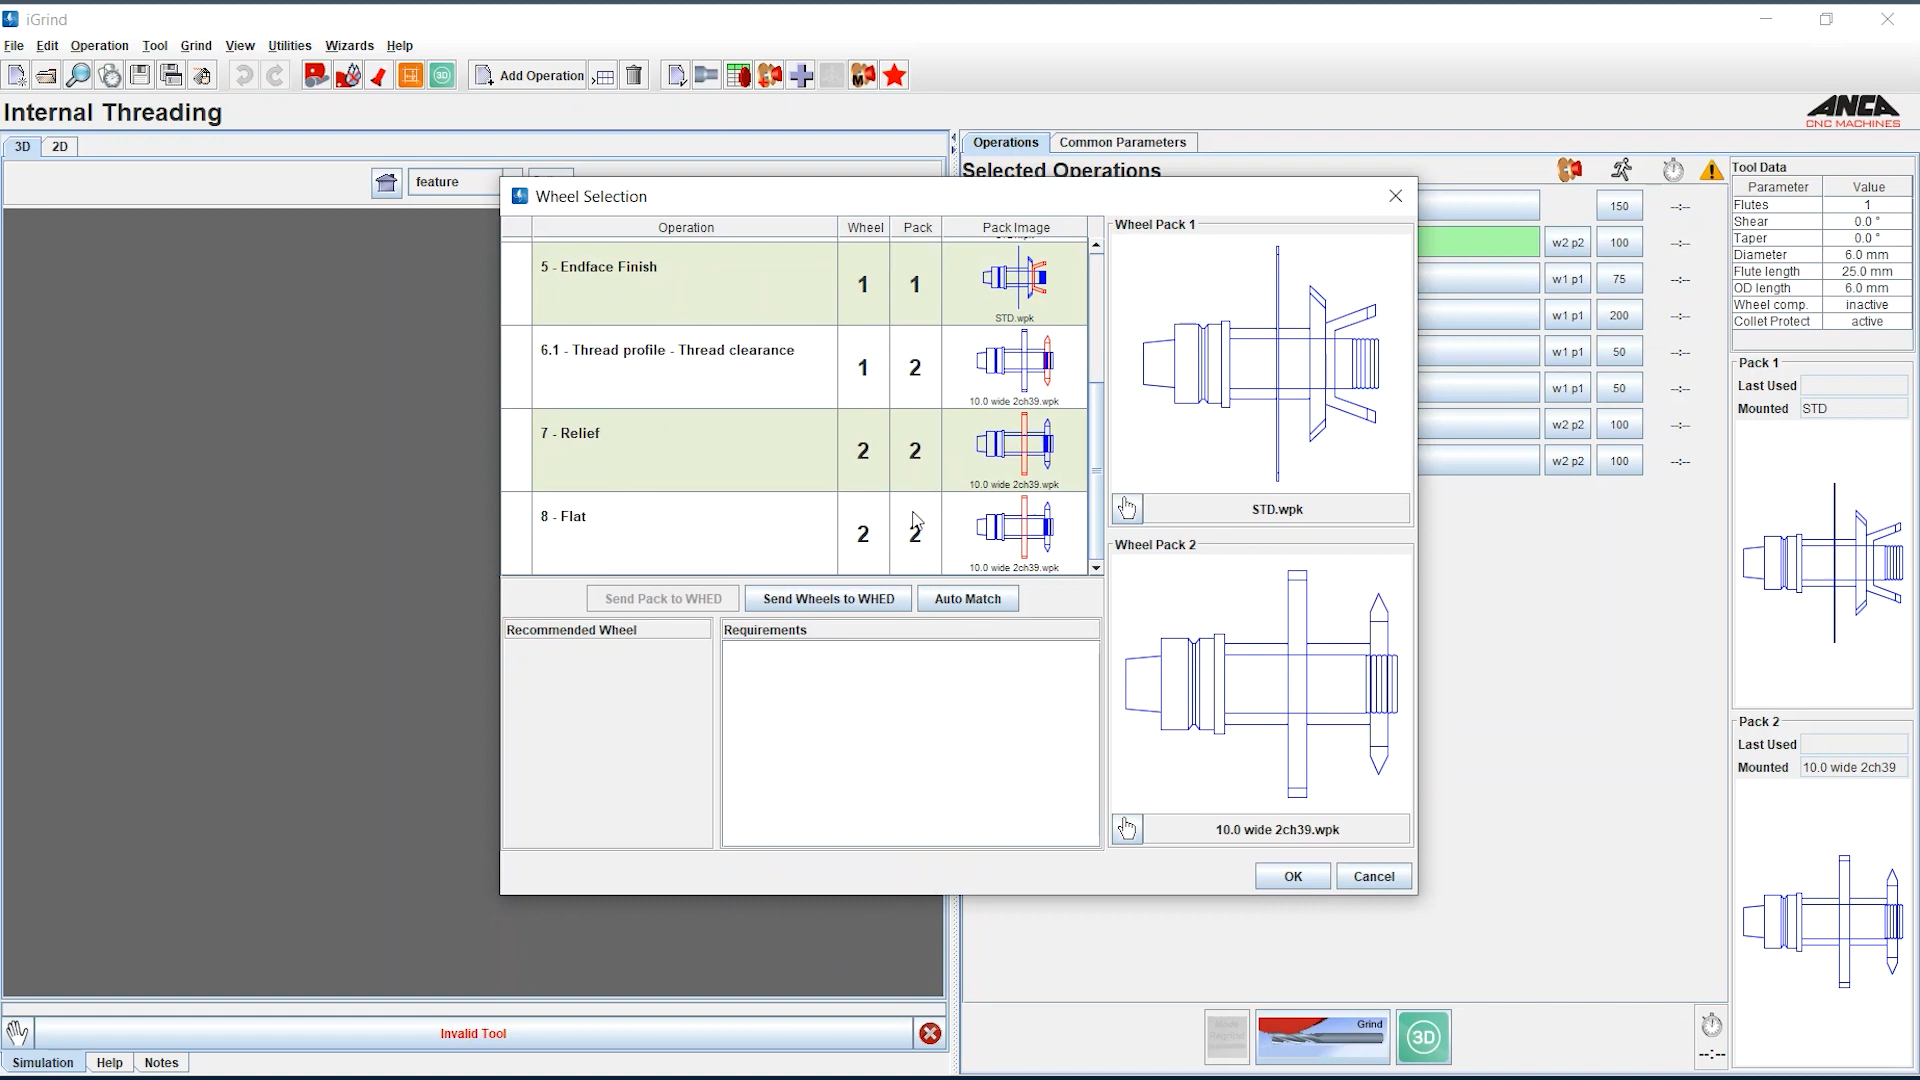 iGrind
File Edit Operation Tool Grind View Utilities Wizards Help
Add Operation
Internal Threading
ANCA
CNC MACHINES
3D 2D
feature
Operations Common Parameters
Selected Operations
Wheel Selection
Operation Wheel Pack Pack Image
5 - Endface Finish 1 1
STD.wpk
6.1 - Thread profile - Thread clearance 1 2
10.0 wide 2ch39.wpk
7 - Relief 2 2
10.0 wide 2ch39.wpk
8 - Flat 2 2
10.0 wide 2ch39.wpk
Send Pack to WHED Send Wheels to WHED Auto Match
Recommended Wheel Requirements
Wheel Pack 1
STD.wpk
Wheel Pack 2
10.0 wide 2ch39.wpk
OK Cancel
150 --:--
w2 p2 100 --:--
w1 p1 75 --:--
w1 p1 200 --:--
w1 p1 50 --:--
w1 p1 50 --:--
w2 p2 100 --:--
w2 p2 100 --:--
Tool Data
Parameter Value
Flutes 1
Shear 0.0 °
Taper 0.0 °
Diameter 6.0 mm
Flute length 25.0 mm
OD length 6.0 mm
Wheel comp. inactive
Collet Protect active
Pack 1
Last Used
Mounted STD
Pack 2
Last Used
Mounted 10.0 wide 2ch39
Invalid Tool
Simulation Help Notes
Grind
3D
--:--